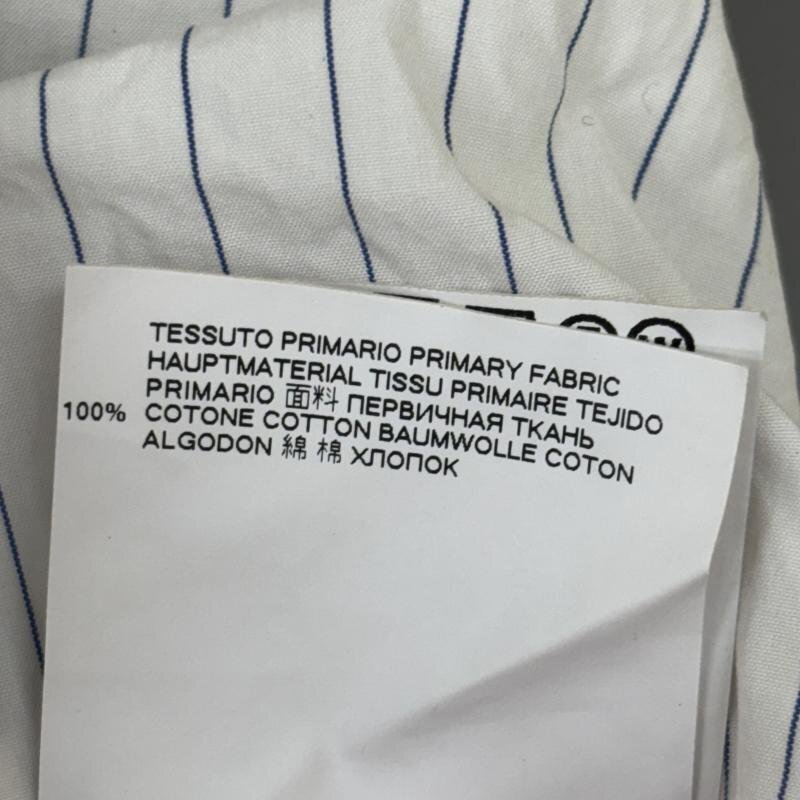 TESSUTO PRIMARIO PRIMARY FABRIC
HAUPTMATERIAL TISSU PRIMAIRE TEJIDO
PRIMARIO 面料 ПЕРВИЧНАЯ ТКАНЬ
100% COTONE COTTON BAUMWOLLE COTON
ALGODON 綿 棉 ХЛОПОК